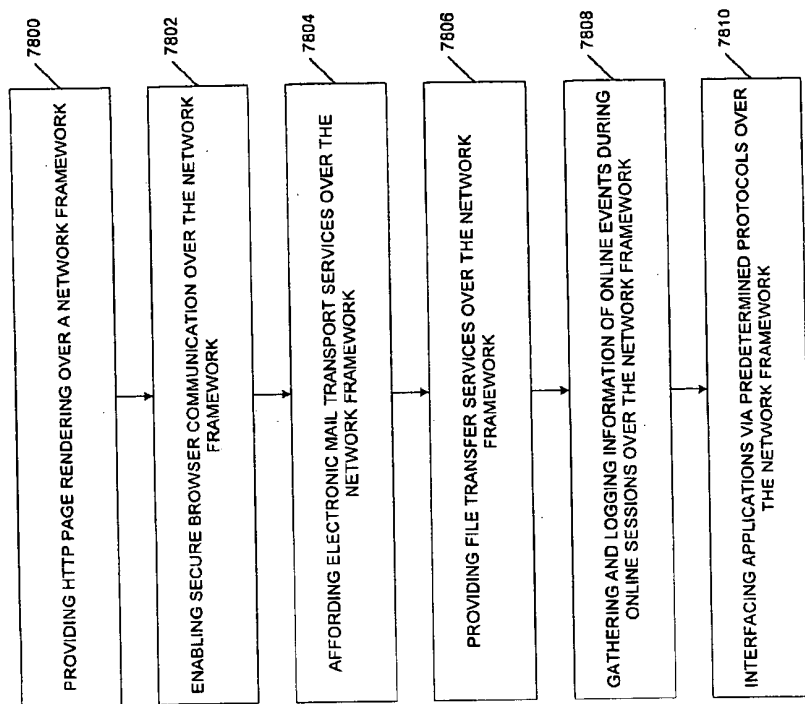 7800
PROVIDING HTTP PAGE RENDERING OVER A NETWORK FRAMEWORK
7802
ENABLING SECURE BROWSER COMMUNICATION OVER THE NETWORK
FRAMEWORK
7804
AFFORDING ELECTRONIC MAIL TRANSPORT SERVICES OVER THE
NETWORK FRAMEWORK
7806
PROVIDING FILE TRANSFER SERVICES OVER THE NETWORK
FRAMEWORK
7808
GATHERING AND LOGGING INFORMATION OF ONLINE EVENTS DURING
ONLINE SESSIONS OVER THE NETWORK FRAMEWORK
7810
INTERFACING APPLICATIONS VIA PREDETERMINED PROTOCOLS OVER
THE NETWORK FRAMEWORK